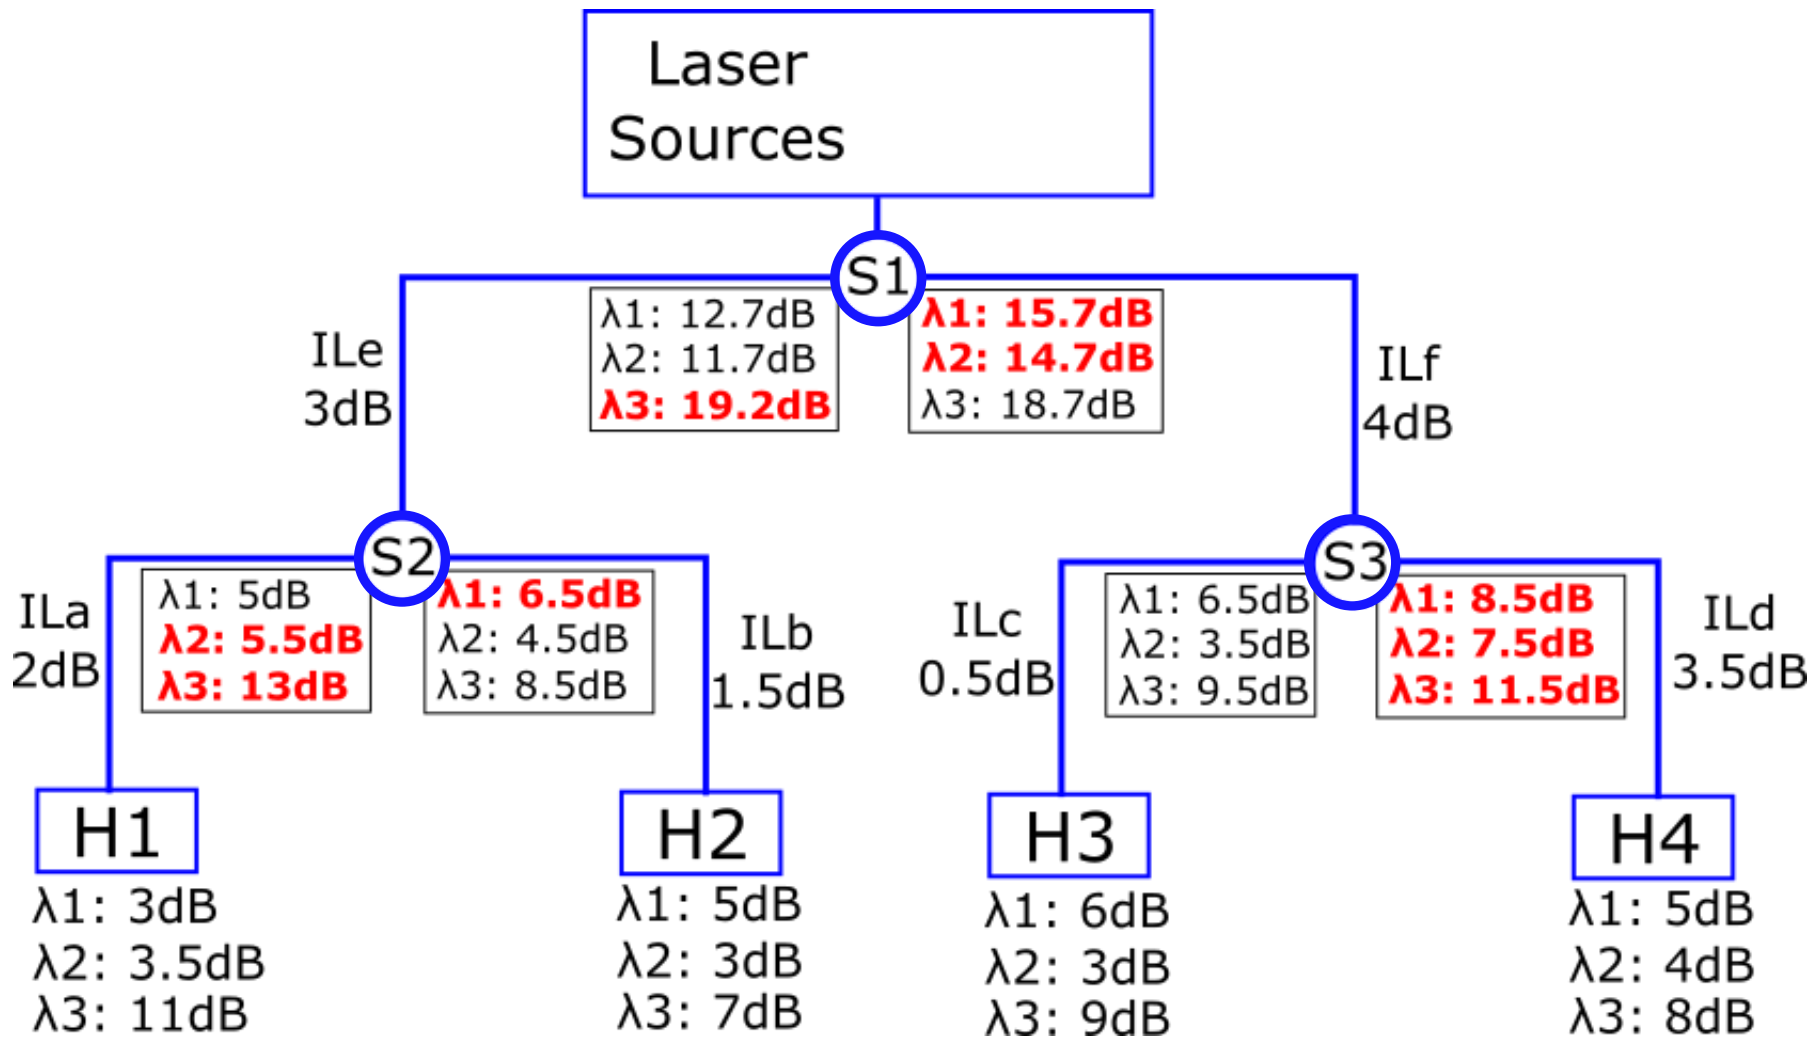 Laser
Sources
S1
λ1: 12.7dB
λ2: 11.7dB
λ3: 19.2dB
λ1: 15.7dB
λ2: 14.7dB
λ3: 18.7dB
ILe
3dB
ILf
4dB
S2
λ1: 5dB
λ2: 5.5dB
λ3: 13dB
λ1: 6.5dB
λ2: 4.5dB
λ3: 8.5dB
S3
λ1: 6.5dB
λ2: 3.5dB
λ3: 9.5dB
λ1: 8.5dB
λ2: 7.5dB
λ3: 11.5dB
ILa
2dB
ILb
1.5dB
ILc
0.5dB
ILd
3.5dB
H1
λ1: 3dB
λ2: 3.5dB
λ3: 11dB
H2
λ1: 5dB
λ2: 3dB
λ3: 7dB
H3
λ1: 6dB
λ2: 3dB
λ3: 9dB
H4
λ1: 5dB
λ2: 4dB
λ3: 8dB